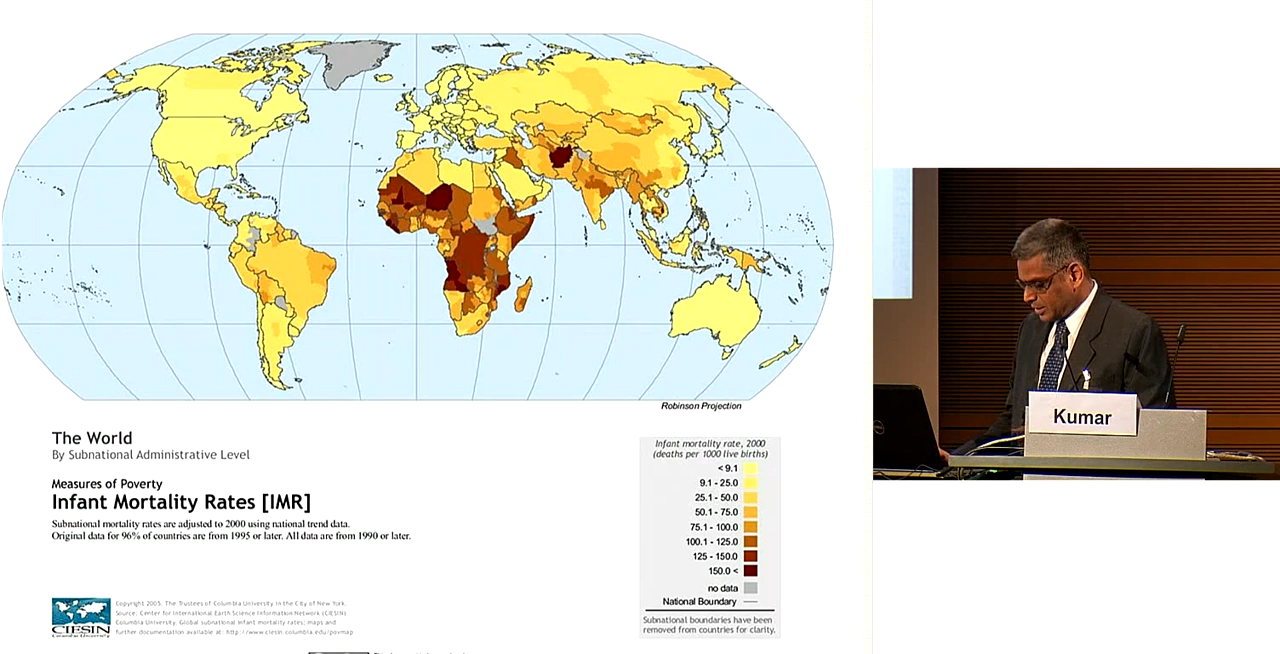 Robinson Projection
The World
By Subnational Administrative Level
Measures of Poverty
Infant Mortality Rates [IMR]
Subnational mortality rates are adjusted to 2000 using national trend data.
Original data for 96% of countries are from 1995 or later. All data are from 1990 or later.
Infant mortality rate, 2000
(deaths per 1000 live births)
< 9.1
9.1 - 25.0
25.1 - 50.0
50.1 - 75.0
75.1 - 100.0
100.1 - 125.0
125 - 150.0
150.0 <
no data
National Boundary
Subnational boundaries have been
removed from countries for clarity.
CIESIN
Columbia University
Copyright 2005. The Trustees of Columbia University in the City of New York.
Source: Center for International Earth Science Information Network (CIESIN)
Columbia University. Global subnational infant mortality rates; maps and
further documentation available at: http://www.ciesin.columbia.edu/povmap
Kumar